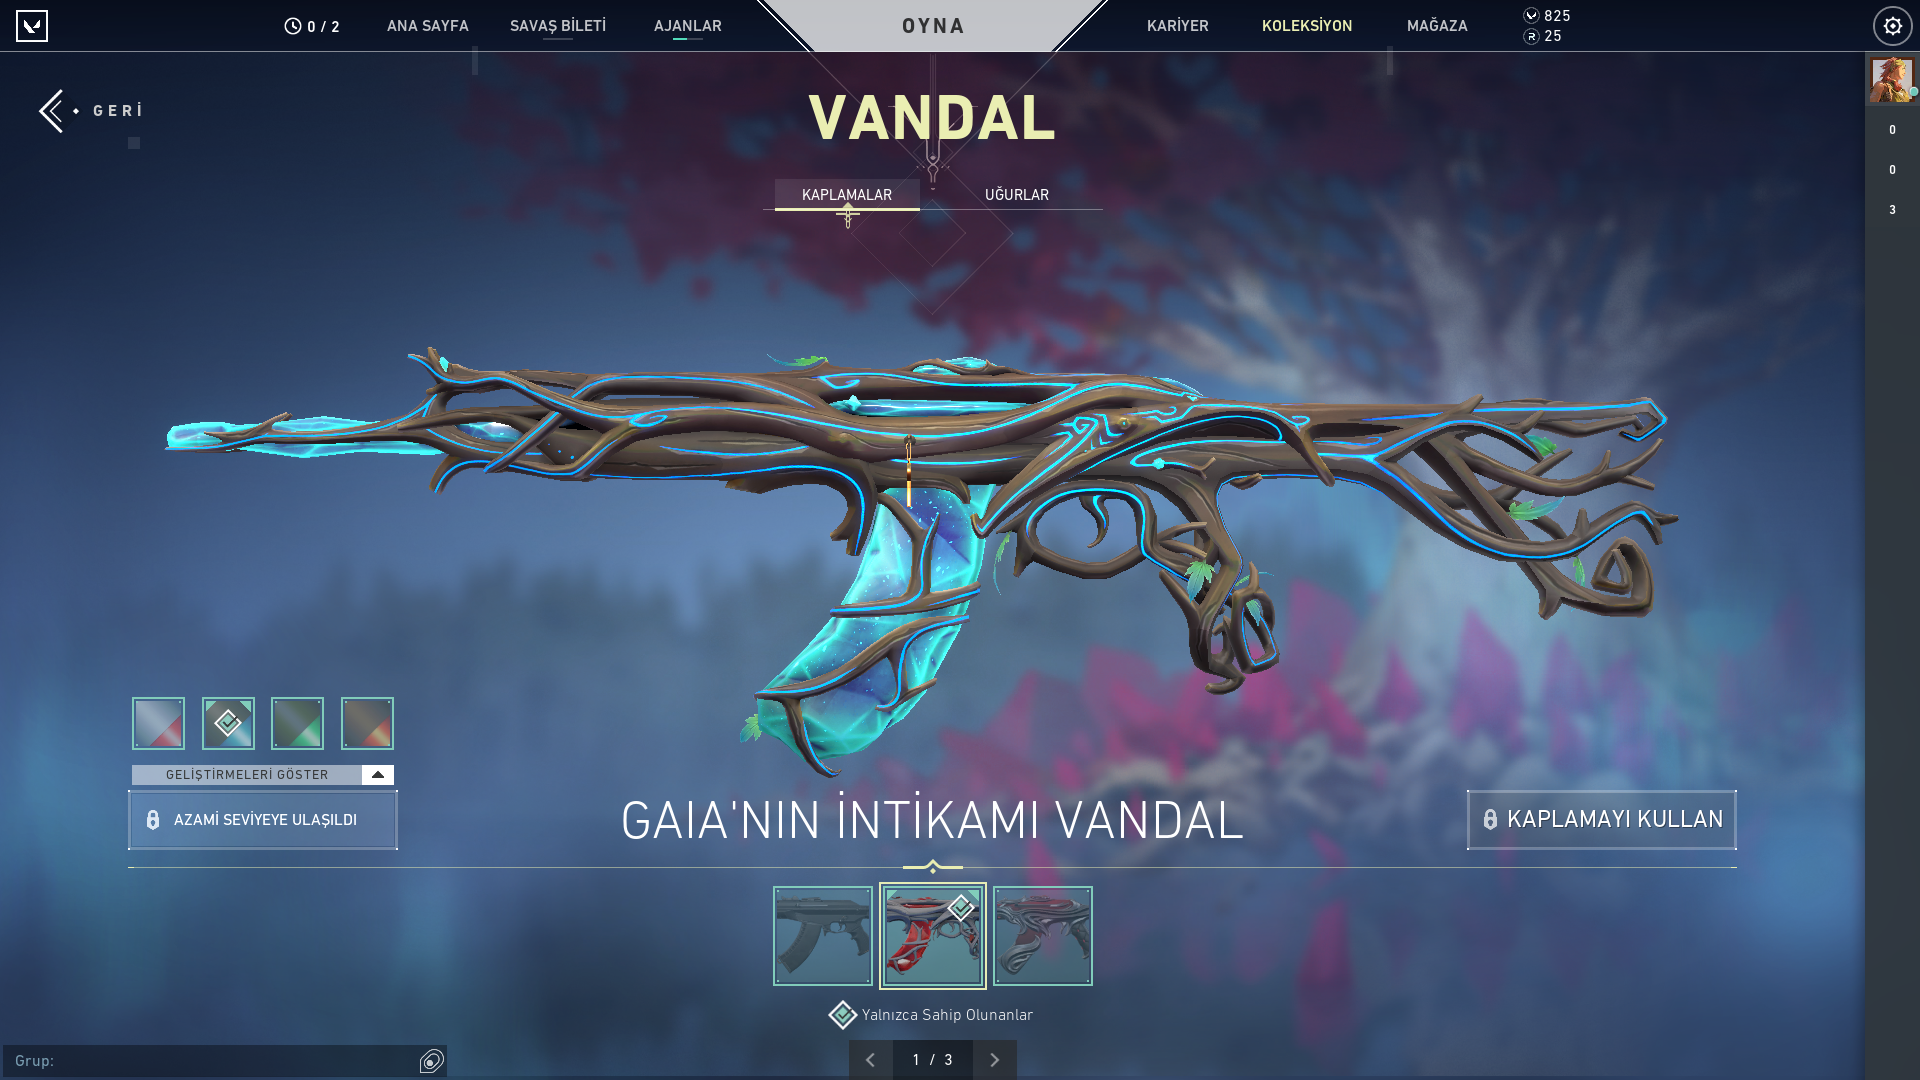 0 / 2
ANA SAYFA
SAVAŞ BİLETİ
AJANLAR
OYNA
KARİYER
KOLEKSİYON
MAĞAZA
825
25
GERİ
VANDAL
KAPLAMALAR
UĞURLAR
0
0
3
GELİŞTİRMELERİ GÖSTER
AZAMİ SEVİYEYE ULAŞILDI
GAIA'NIN İNTİKAMI VANDAL
KAPLAMAYI KULLAN
Yalnızca Sahip Olunanlar
Grup:
1 / 3